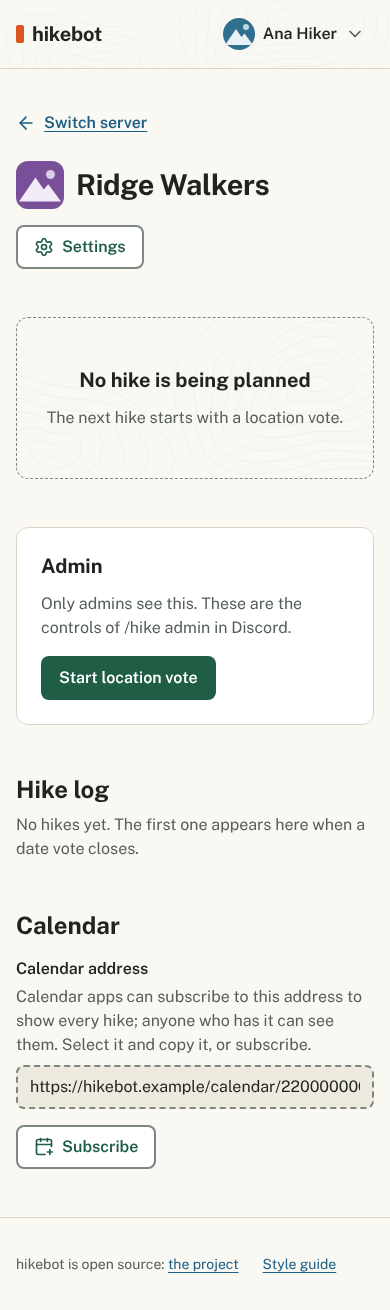 hikebot
Ana Hiker
Switch server
Ridge Walkers
Settings
No hike is being planned
The next hike starts with a location vote.
Admin
Only admins see this. These are the
controls of /hike admin in Discord.
Start location vote
Hike log
No hikes yet. The first one appears here when a
date vote closes.
Calendar
Calendar address
Calendar apps can subscribe to this address to
show every hike; anyone who has it can see
them. Select it and copy it, or subscribe.
https://hikebot.example/calendar/22000000
Subscribe
hikebot is open source: the project
Style guide